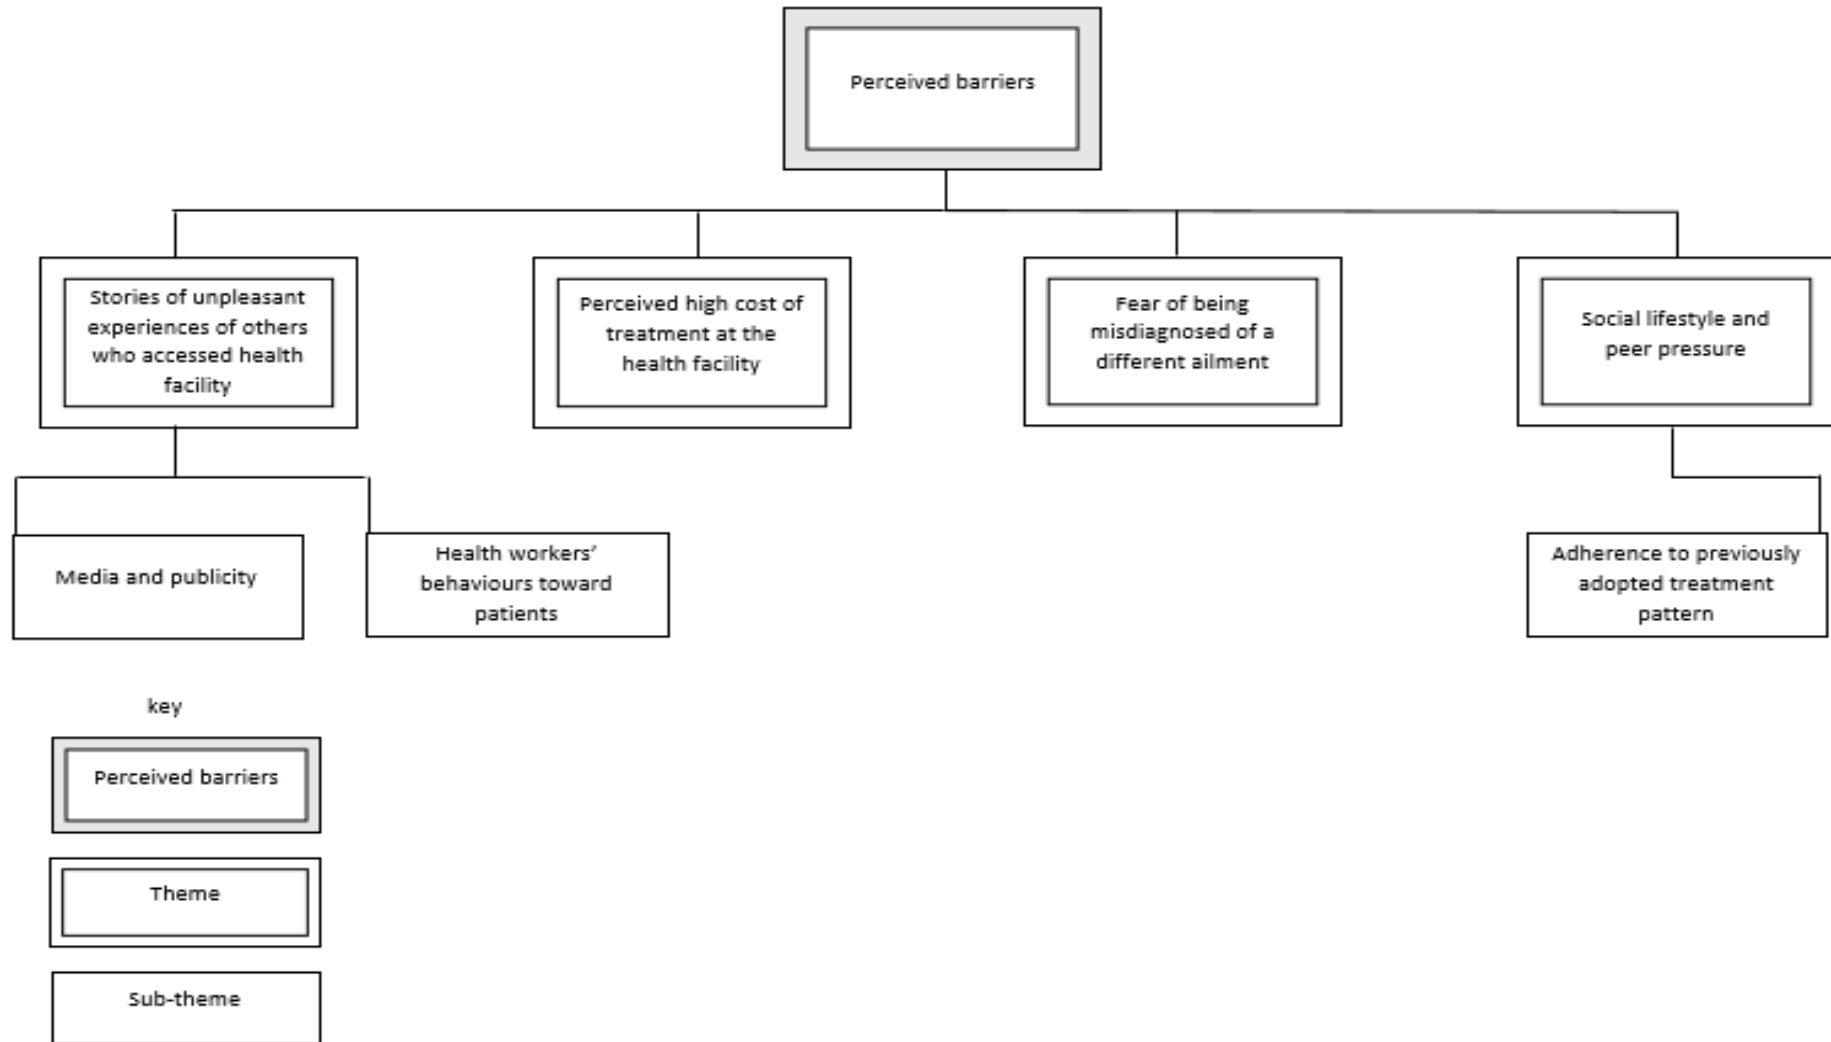 Perceived barriers
Stories of unpleasant
experiences of others
who accessed health
facility
Perceived high cost of
treatment at the
health facility
Fear of being
misdiagnosed of a
different ailment
Social lifestyle and
peer pressure
Media and publicity
Health workers’
behaviours toward
patients
Adherence to previously
adopted treatment
pattern
key
Perceived barriers
Theme
Sub-theme